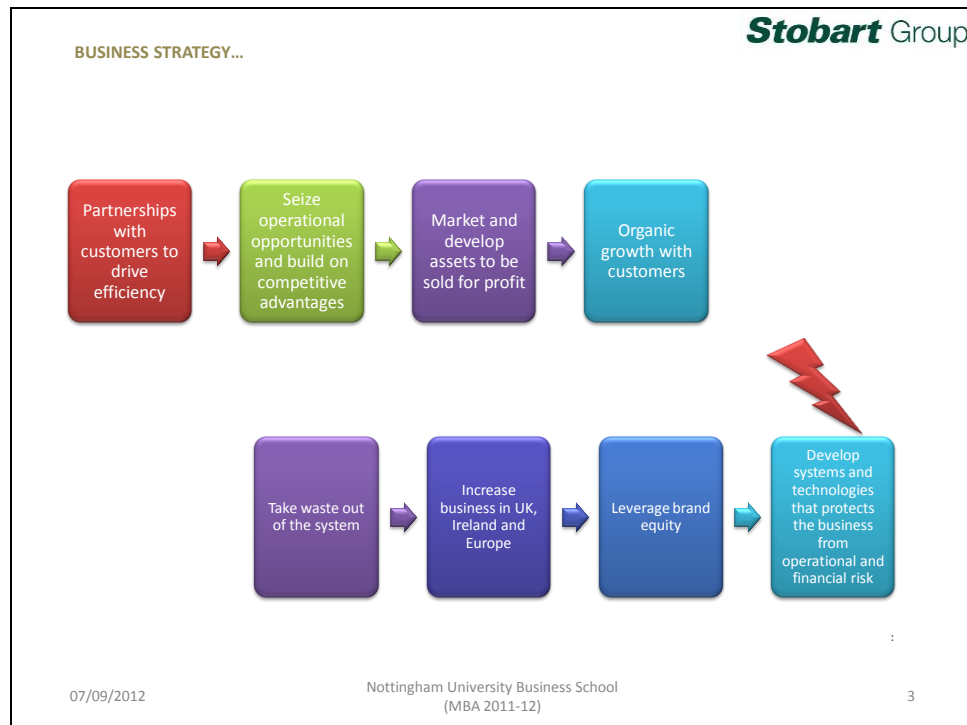 Stobart Group
BUSINESS STRATEGY…
Partnerships
with
customers to
drive
efficiency
Seize
operational
opportunities
and build on
competitive
advantages
Market and
develop
assets to be
sold for profit
Organic
growth with
customers
Take waste out
of the system
Increase
business in UK,
Ireland and
Europe
Leverage brand
equity
Develop
systems and
technologies
that protects
the business
from
operational and
financial risk
:
07/09/2012
Nottingham University Business School
(MBA 2011-12)
3